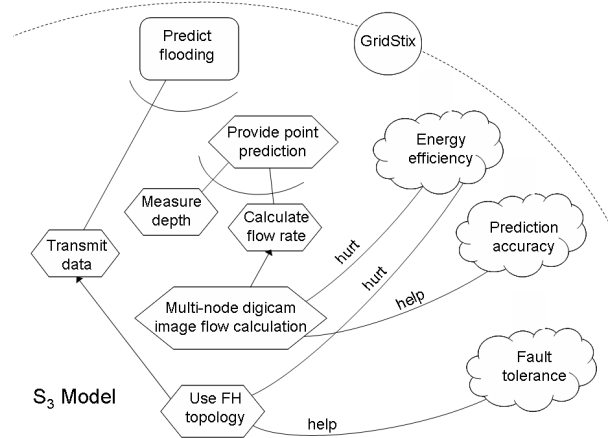 Predict
flooding
GridStix
Provide point
prediction
Energy
efficiency
Measure
depth
Calculate
flow rate
Prediction
accuracy
Transmit
data
hurt
hurt
help
Multi-node digicam
image flow calculation
Fault
tolerance
S₃ Model
Use FH
topology
help